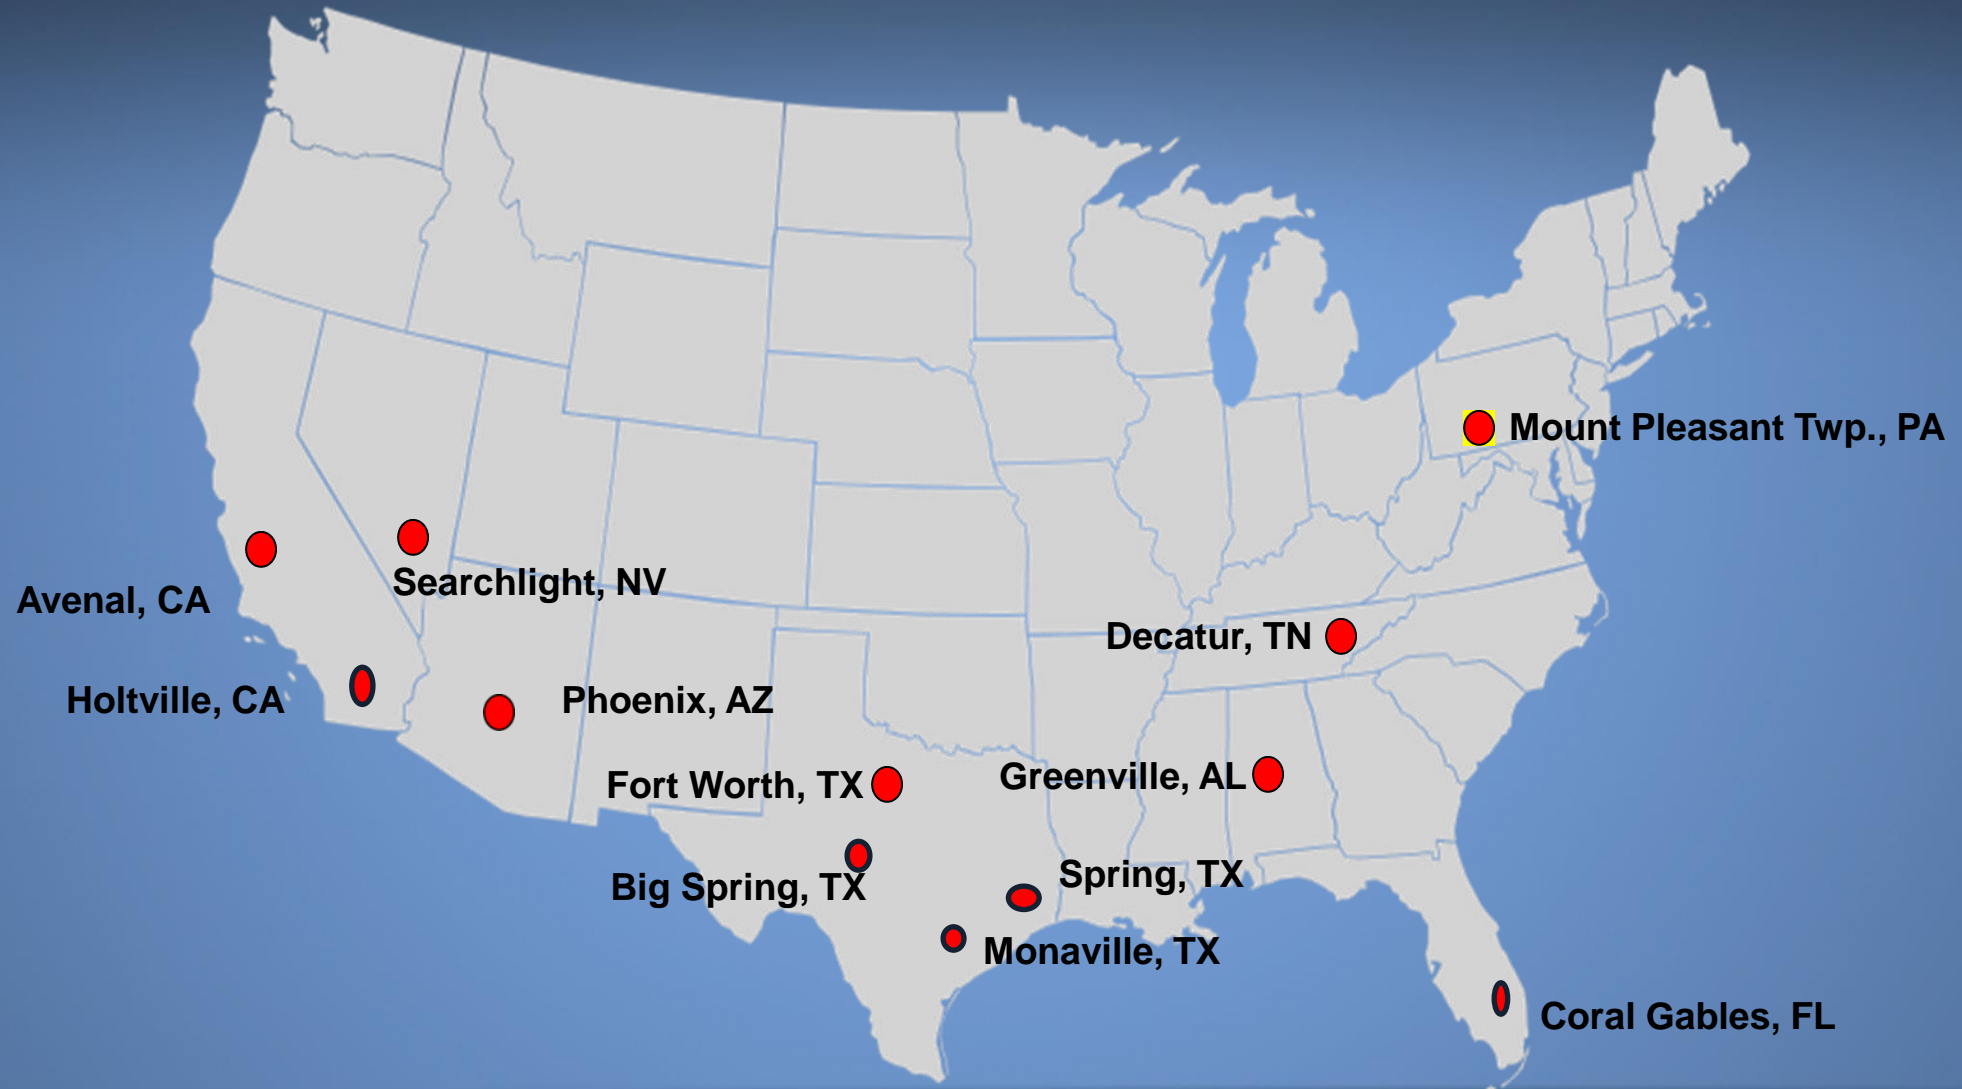 Mount Pleasant Twp., PA
Searchlight, NV
Avenal, CA
Decatur, TN
Holtville, CA
Phoenix, AZ
Fort Worth, TX
Greenville, AL
Big Spring, TX
Spring, TX
Monaville, TX
Coral Gables, FL